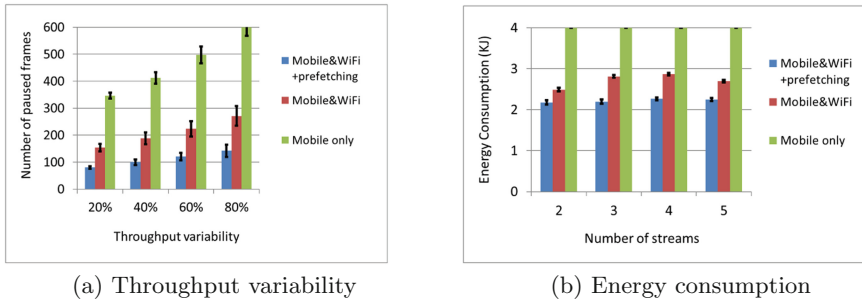 600
500
400
300
200
100
0
Number of paused frames
20% 40% 60% 80%
Throughput variability
Mobile&WiFi
+prefetching
Mobile&WiFi
Mobile only
(a) Throughput variability
4
3
2
1
0
Energy Consumption (KJ)
2 3 4 5
Number of streams
Mobile&WiFi
+prefetching
Mobile&WiFi
Mobile only
(b) Energy consumption